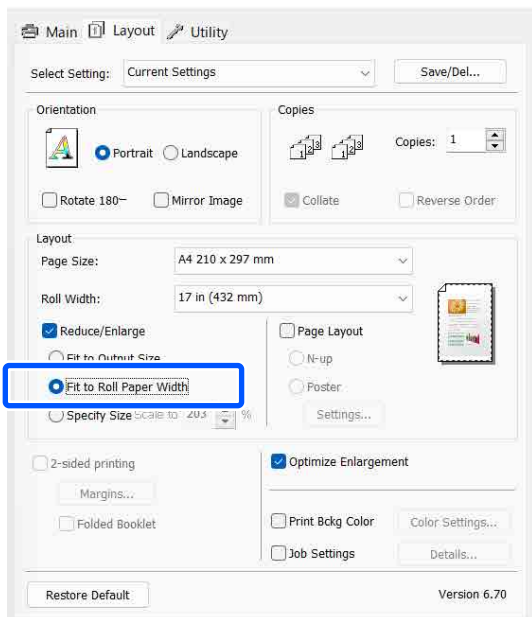 Main Layout Utility
Select Setting: Current Settings Save/Del...
Orientation
Portrait Landscape
Rotate 180° Mirror Image
Copies
Copies: 1
Collate Reverse Order
Layout
Page Size: A4 210 x 297 mm
Roll Width: 17 in (432 mm)
Reduce/Enlarge
Fit to Output Size
Fit to Roll Paper Width
Specify Size Scale to 203 %
Page Layout
N-up
Poster
Settings...
2-sided printing
Margins...
Folded Booklet
Optimize Enlargement
Print Bckg Color Color Settings...
Job Settings Details...
Restore Default Version 6.70